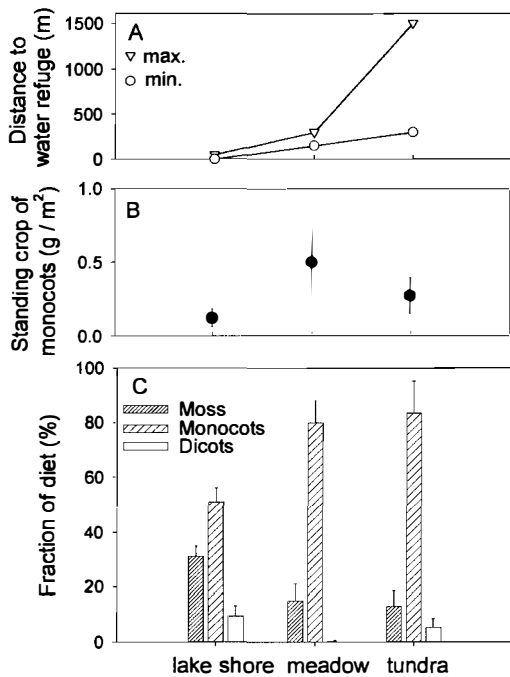 Distance to
water refuge (m)
1500
1000
500
0
A
max.
min.
Standing crop of
monocots (g / m²)
1.0
0.5
0.0
B
Fraction of diet (%)
100
80
60
40
20
0
C
Moss
Monocots
Dicots
lake shore meadow tundra